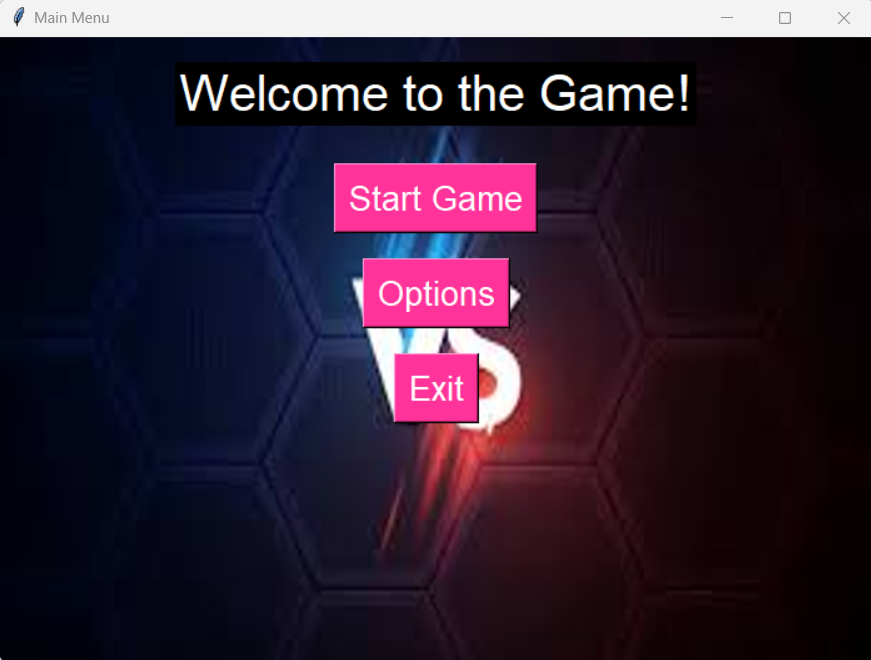 Main Menu
Welcome to the Game!
Start Game
Options
VS
Exit